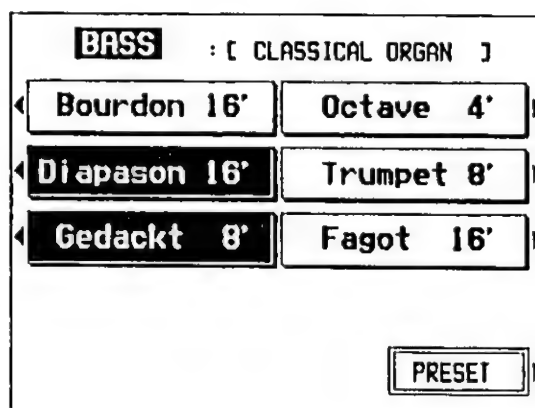 BASS : [ CLASSICAL ORGAN ]
Bourdon 16' Octave 4'
Diapason 16' Trumpet 8'
Gedackt 8' Fagot 16'
PRESET